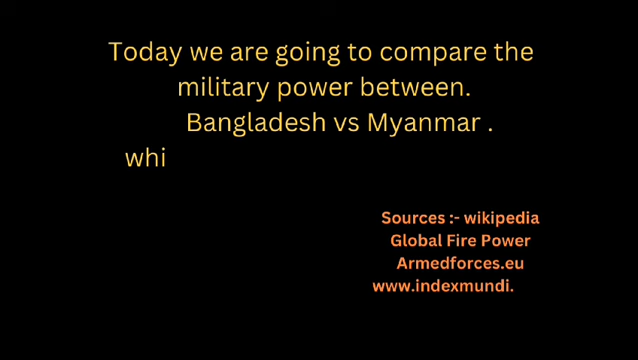 Today we are going to compare the
military power between.
Bangladesh vs Myanmar .
whi
Sources :- wikipedia
Global Fire Power
Armedforces.eu
www.indexmundi.